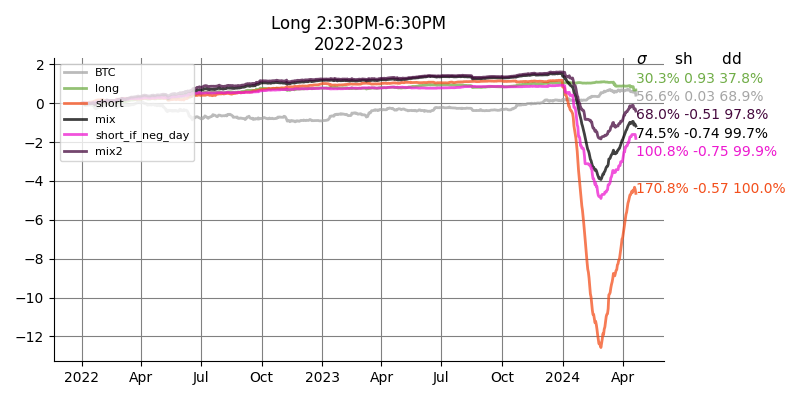 Long 2:30PM-6:30PM
2022-2023
σ sh dd
30.3% 0.93 37.8%
56.6% 0.03 68.9%
68.0% -0.51 97.8%
74.5% -0.74 99.7%
100.8% -0.75 99.9%
170.8% -0.57 100.0%
BTC
long
short
mix
short_if_neg_day
mix2
2
0
−2
−4
−6
−8
−10
−12
2022 Apr Jul Oct 2023 Apr Jul Oct 2024 Apr